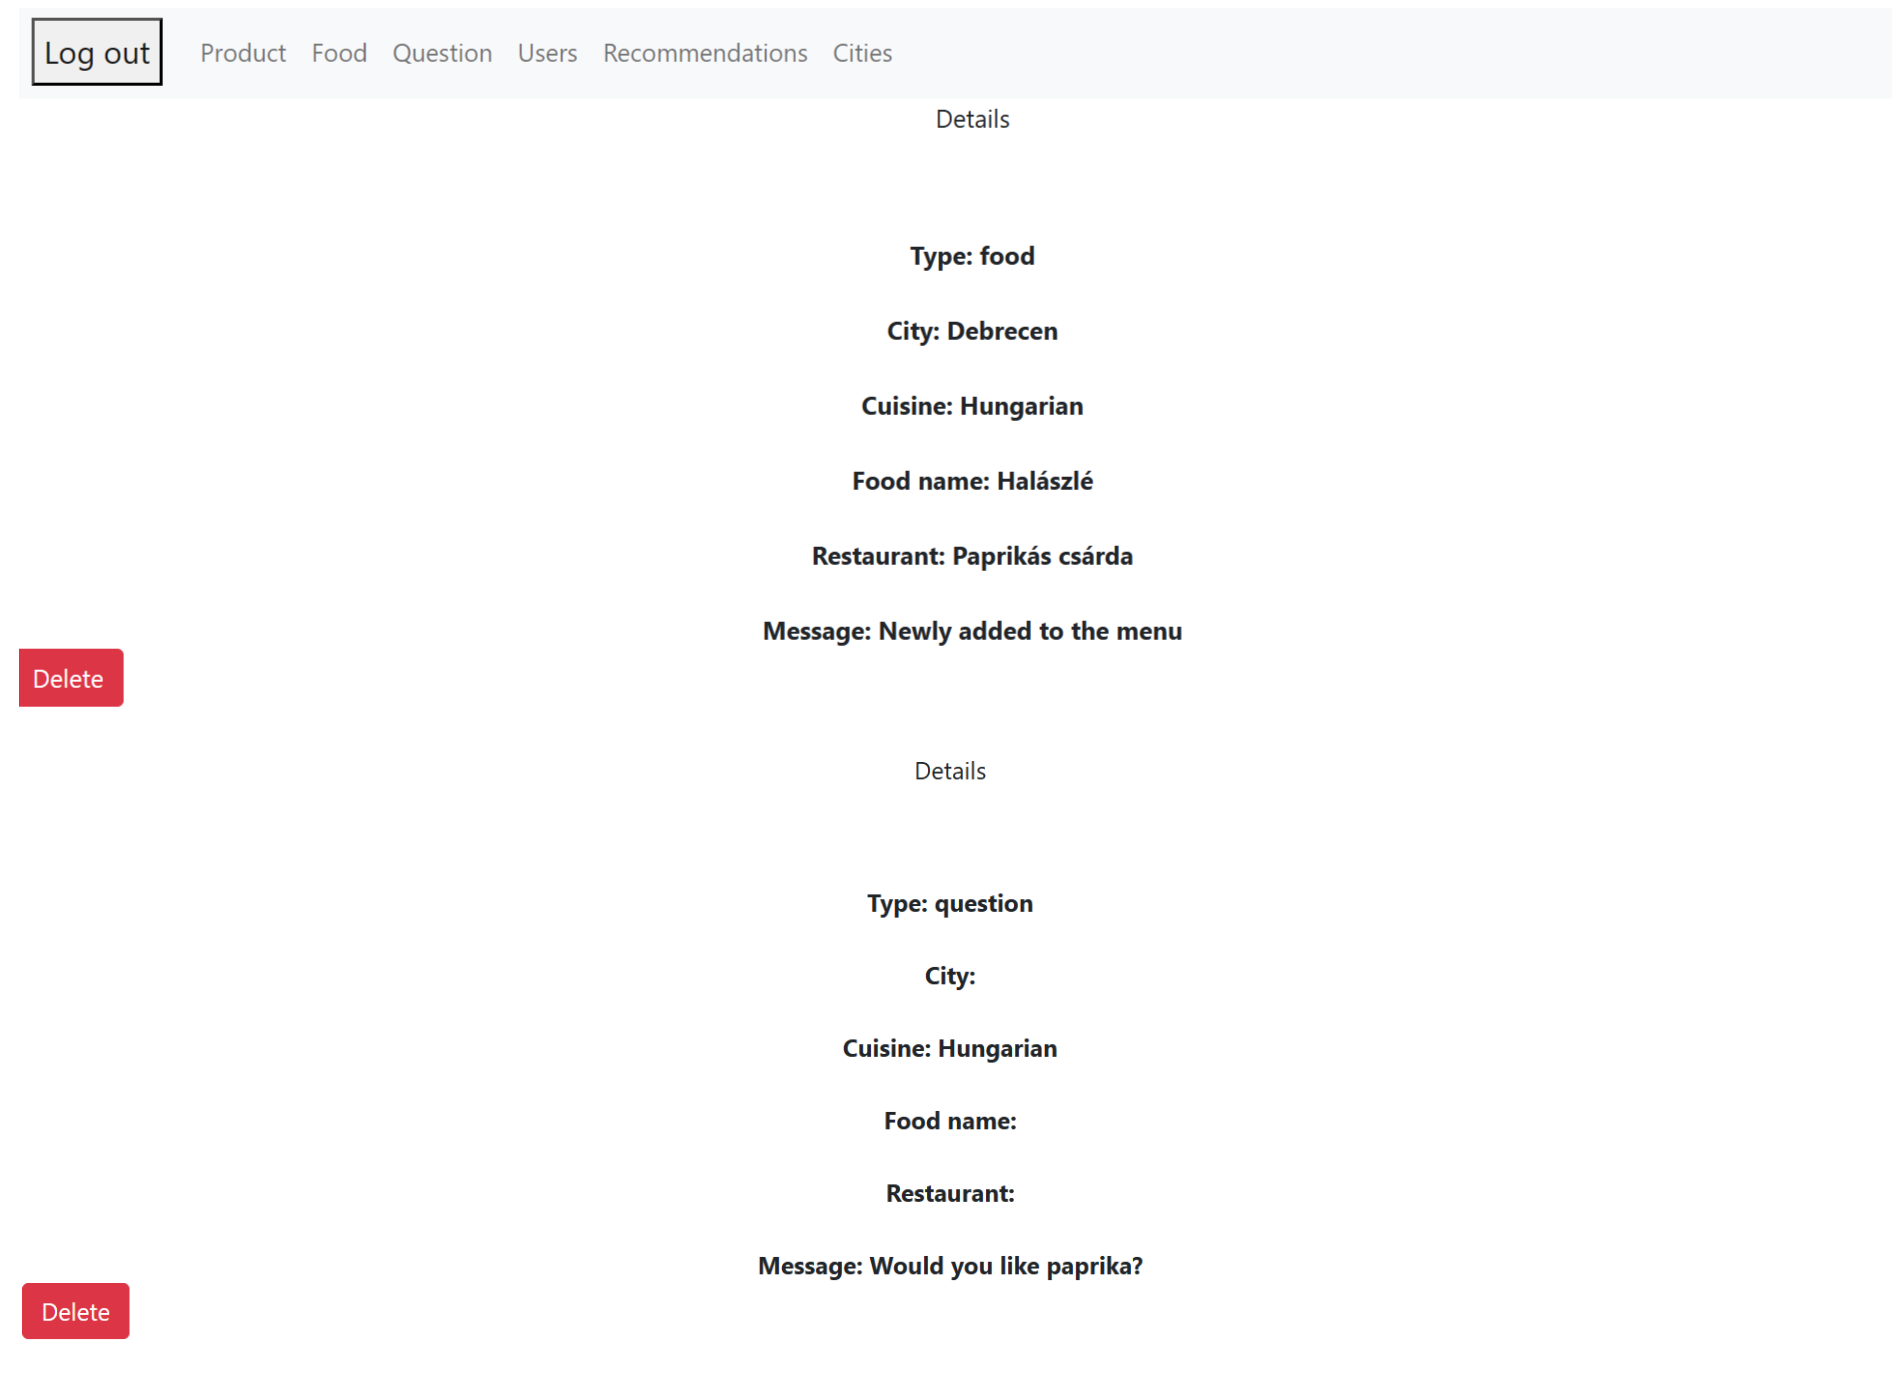 Log out Product Food Question Users Recommendations Cities
Details
Type: food
City: Debrecen
Cuisine: Hungarian
Food name: Halászlé
Restaurant: Paprikás csárda
Message: Newly added to the menu
Delete
Details
Type: question
City:
Cuisine: Hungarian
Food name:
Restaurant:
Message: Would you like paprika?
Delete